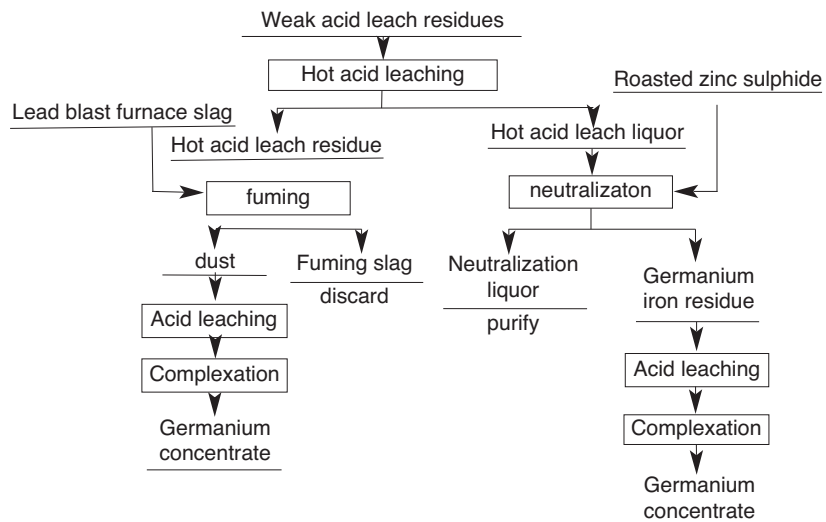 Weak acid leach residues
Hot acid leaching
Roasted zinc sulphide
Lead blast furnace slag
Hot acid leach residue
Hot acid leach liquor
fuming
neutralizaton
dust
Fuming slag
discard
Neutralization
liquor
purify
Germanium
iron residue
Acid leaching
Complexation
Germanium
concentrate
Acid leaching
Complexation
Germanium
concentrate